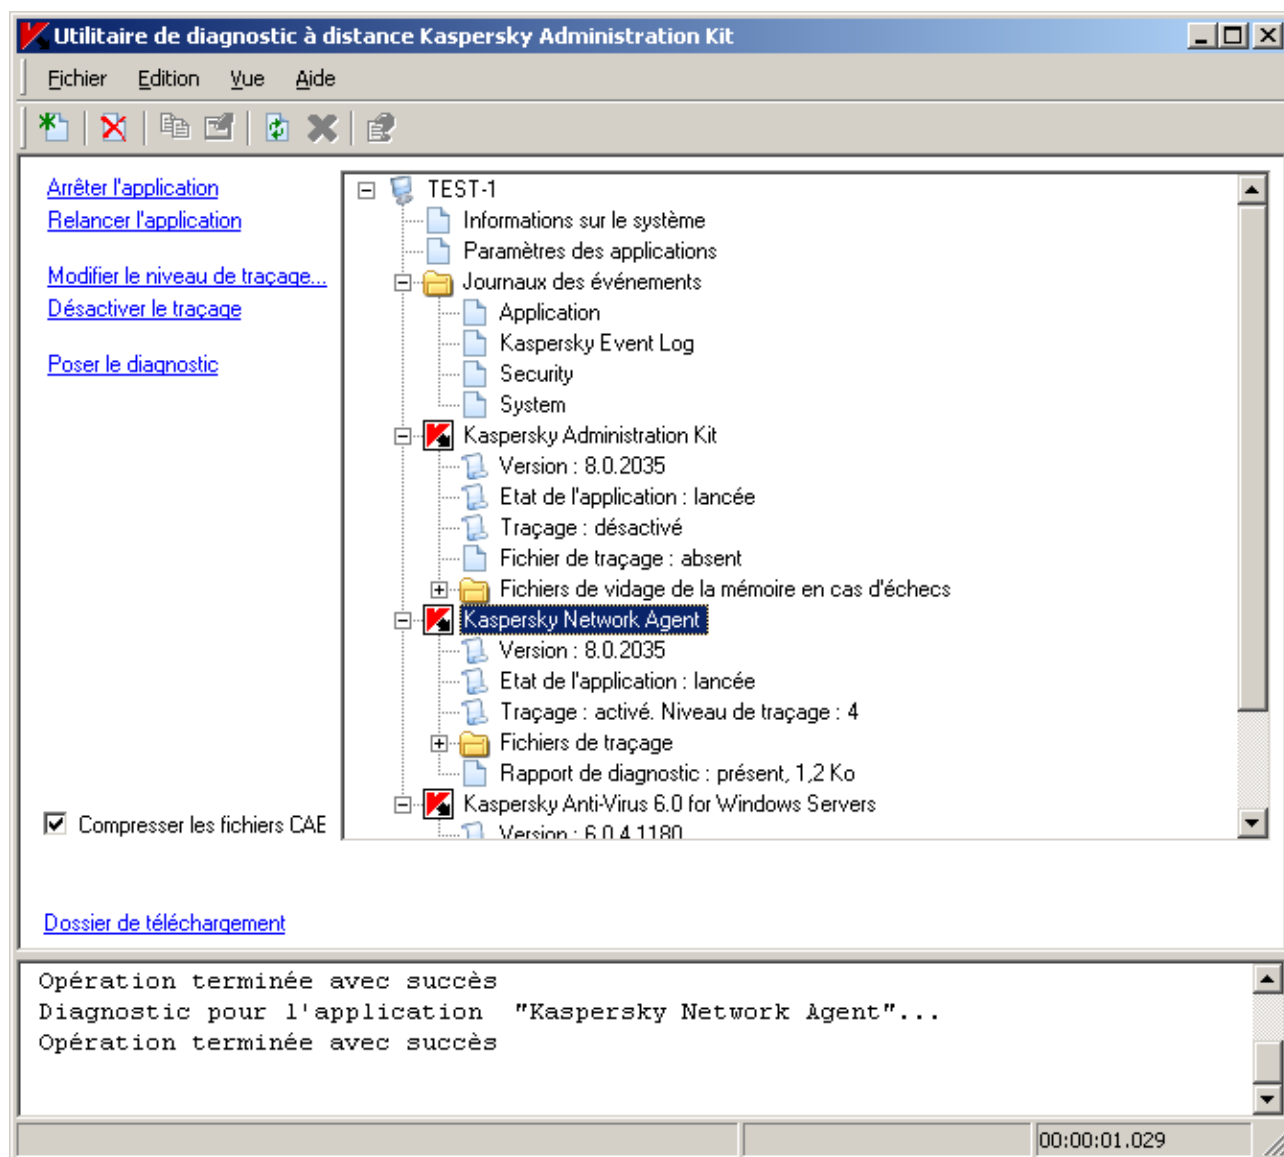 Utilitaire de diagnostic à distance Kaspersky Administration Kit
Fichier Edition Vue Aide
Arrêter l'application
Relancer l'application
Modifier le niveau de traçage...
Désactiver le traçage
Poser le diagnostic
Compresser les fichiers CAE
Dossier de téléchargement
TEST-1
Informations sur le système
Paramètres des applications
Journaux des événements
Application
Kaspersky Event Log
Security
System
Kaspersky Administration Kit
Version : 8.0.2035
Etat de l'application : lancée
Traçage : désactivé
Fichier de traçage : absent
Fichiers de vidage de la mémoire en cas d'échecs
Kaspersky Network Agent
Version : 8.0.2035
Etat de l'application : lancée
Traçage : activé. Niveau de traçage : 4
Fichiers de traçage
Rapport de diagnostic : présent, 1,2 Ko
Kaspersky Anti-Virus 6.0 for Windows Servers
Version : 6.0.4.1180
Opération terminée avec succès
Diagnostic pour l'application "Kaspersky Network Agent"...
Opération terminée avec succès
00:00:01.029